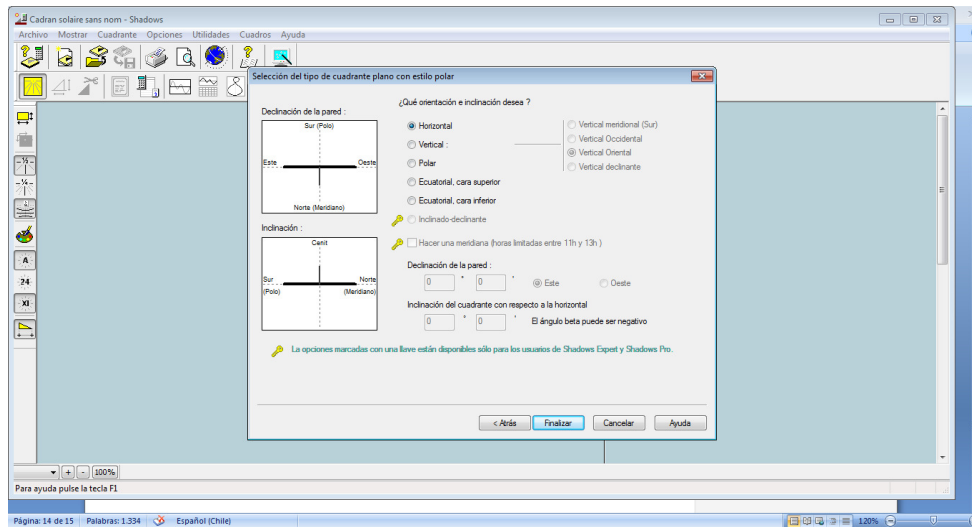 Cadran solaire sans nom - Shadows
Archivo Mostrar Cuadrante Opciones Utilidades Cuadros Ayuda
Selección del tipo de cuadrante plano con estilo polar
Declinación de la pared :
Sur (Polo)
Este
Oeste
Norte (Meridiano)
Inclinación :
Cenit
Sur
(Polo)
Norte
(Meridiano)
¿Qué orientación e inclinación desea ?
Horizontal
Vertical :
Polar
Ecuatorial, cara superior
Ecuatorial, cara inferior
Inclinado-declinante
Vertical meridional (Sur)
Vertical Occidental
Vertical Oriental
Vertical declinante
Hacer una meridiana (horas limitadas entre 11h y 13h )
Declinación de la pared :
0 ° 0 ' Este Oeste
Inclinación del cuadrante con respecto a la horizontal
0 ° 0 ' El ángulo beta puede ser negativo
La opciones marcadas con una llave están disponibles sólo para los usuarios de Shadows Expert y Shadows Pro.
< Atrás Finalizar Cancelar Ayuda
-½-
-¼-
A
24
XI
+ - 100%
Para ayuda pulse la tecla F1
Página: 14 de 15 Palabras: 1.334 Español (Chile) 120%